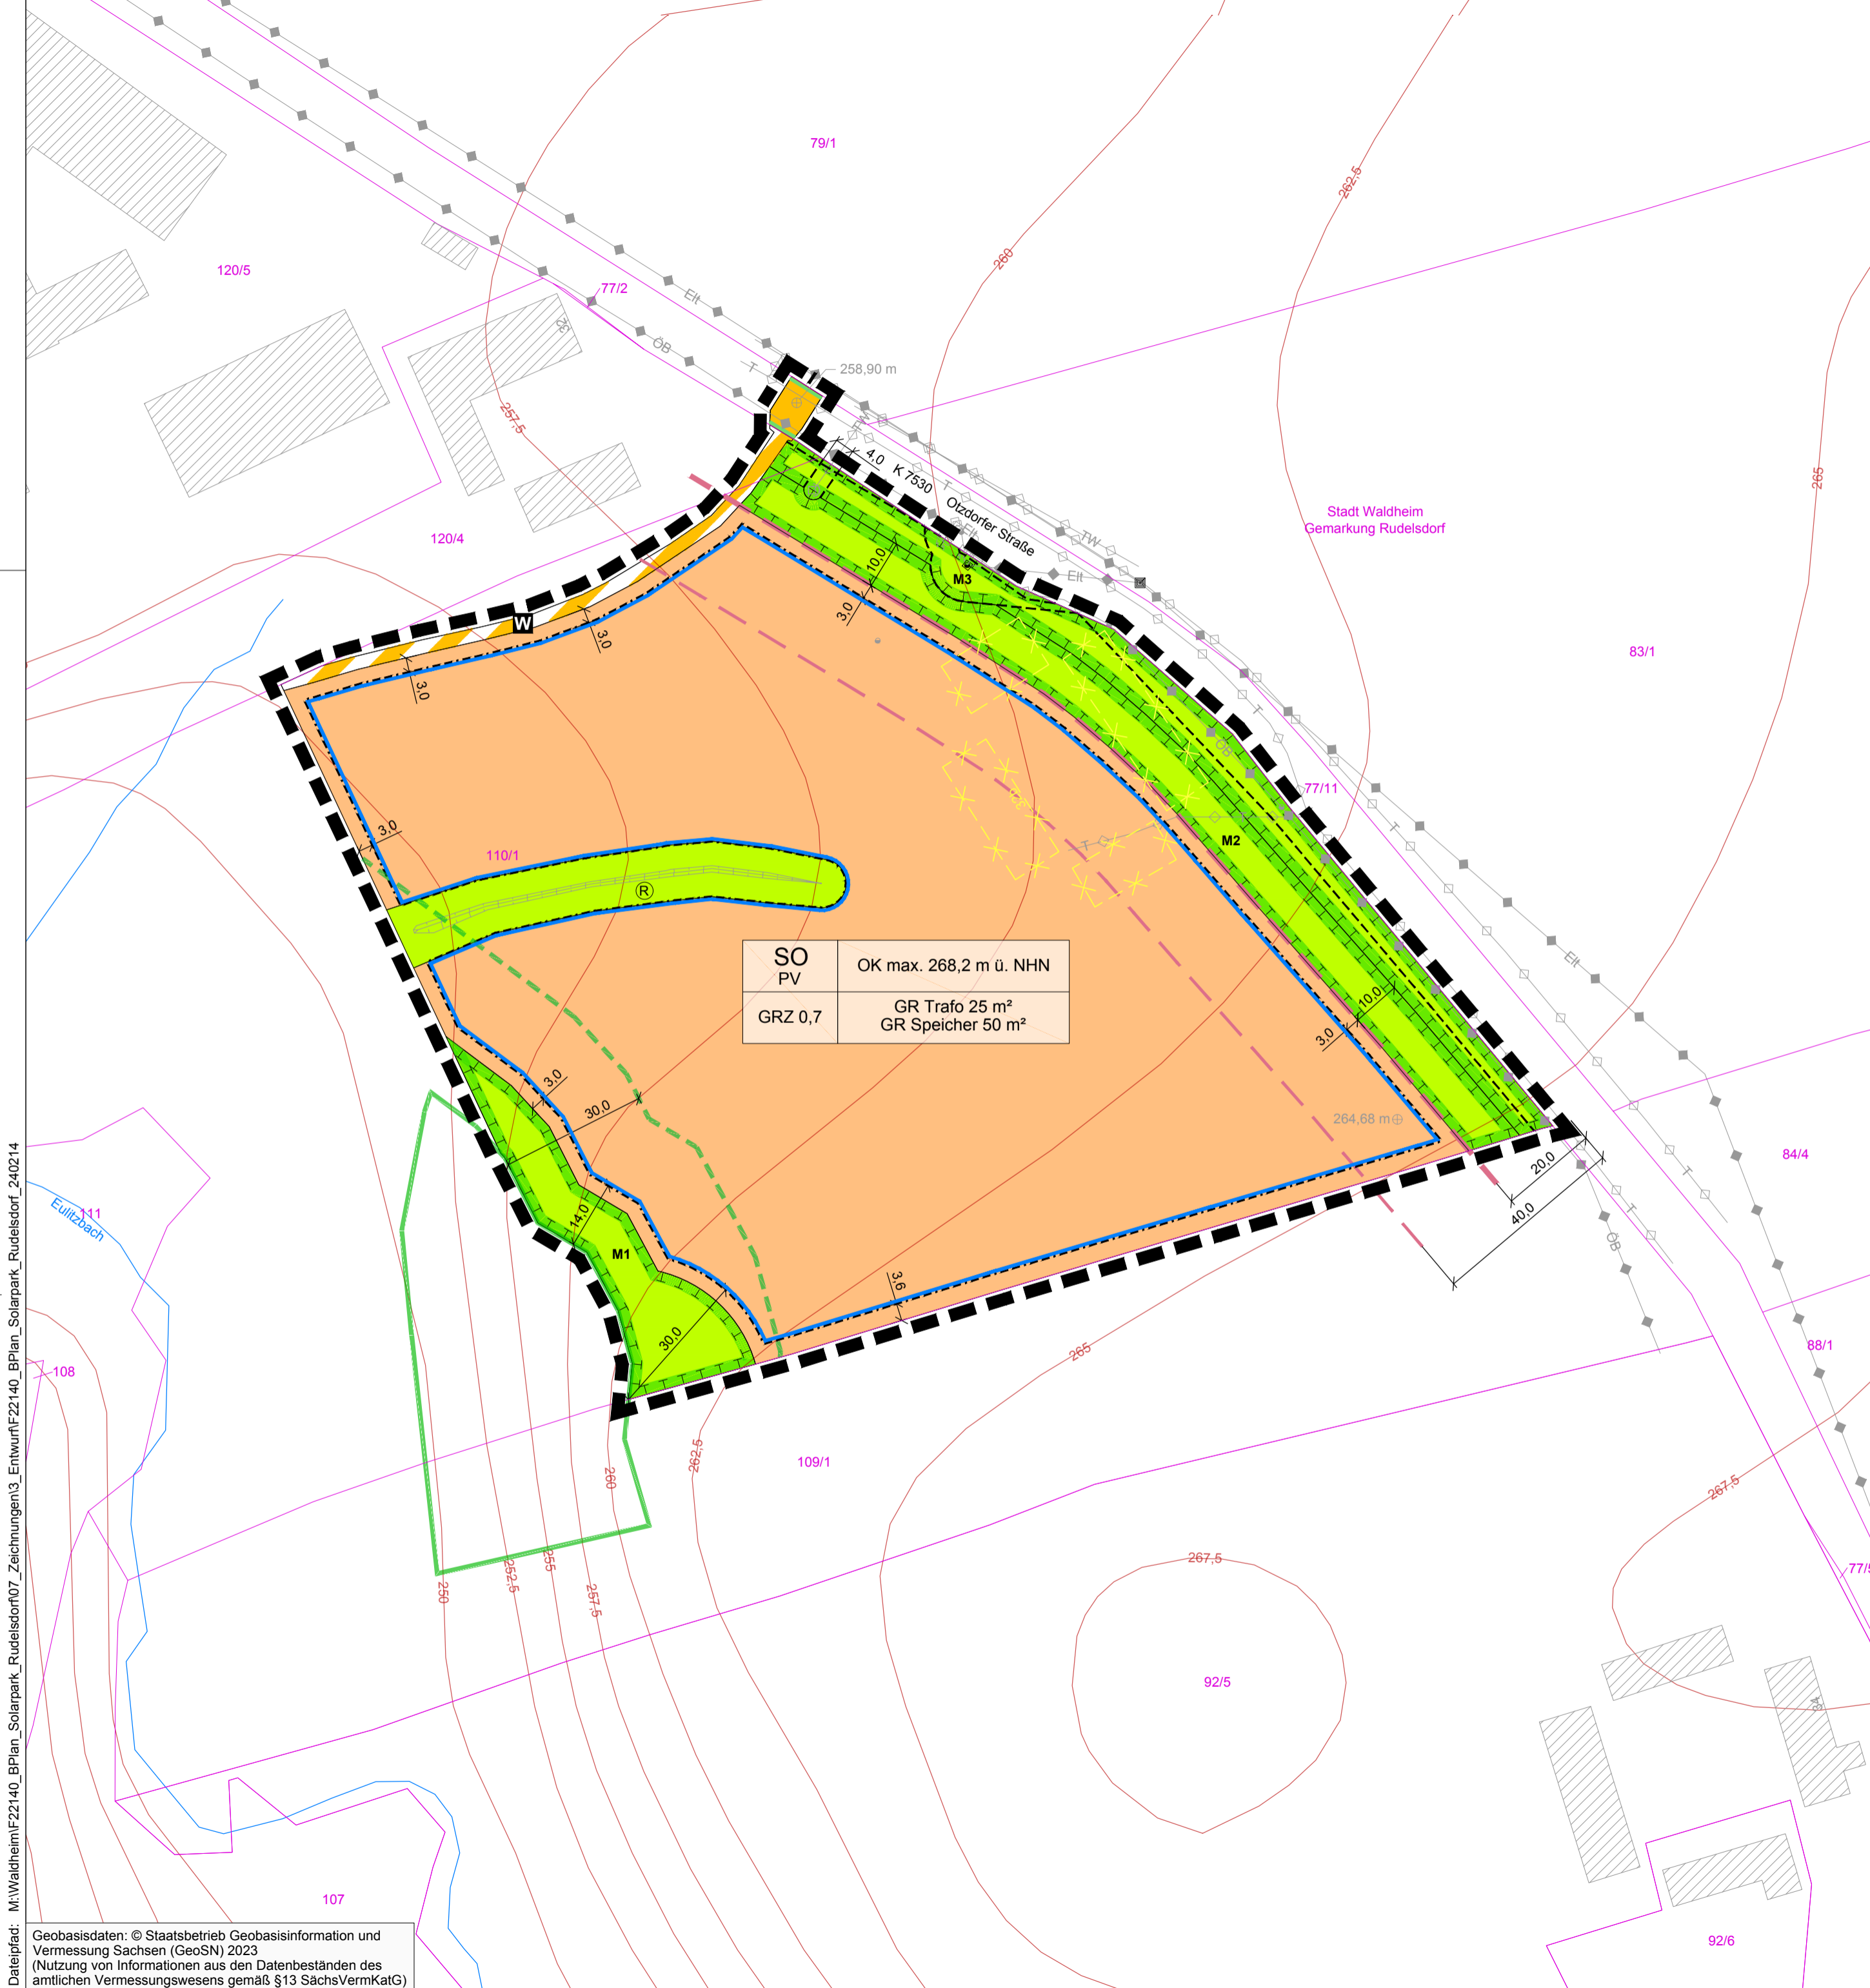 79/1
262,5
260
120/5
77/2
Elt
32
ÖB
T
258,90 m
257,5
FW
4,0
K 7530
Otzdorfer Straße
T
TW
Elt
Elt
265
Stadt Waldheim
Gemarkung Rudelsdorf
120/4
10,0
M3
3,0
W
3,0
3,0
83/1
T
ÖB
77/11
33a
3,0
110/1
R
T
M2
T
SO
PV
OK max. 268,2 m ü. NHN
GRZ 0,7
GR Trafo 25 m²
GR Speicher 50 m²
Elt
10,0
3,0
3,0
30,0
264,68 m
84/4
20,0
40,0
T
T
ÖB
111
Eulitzbach
14,0
M1
3,6
30,0
265
88/1
108
109/1
260
262,5
267,5
267,5
250
252,5
255
257,5
77/5
92/5
84
107
92/6
Dateipfad: M:\Waldheim\F22140_BPlan_Solarpark_Rudelsdorf\07_Zeichnungen\3_Entwurf\F22140_BPlan_Solarpark_Rudelsdorf_240214
Geobasisdaten: © Staatsbetrieb Geobasisinformation und
Vermessung Sachsen (GeoSN) 2023
(Nutzung von Informationen aus den Datenbeständen des
amtlichen Vermessungswesens gemäß §13 SächsVermKatG)